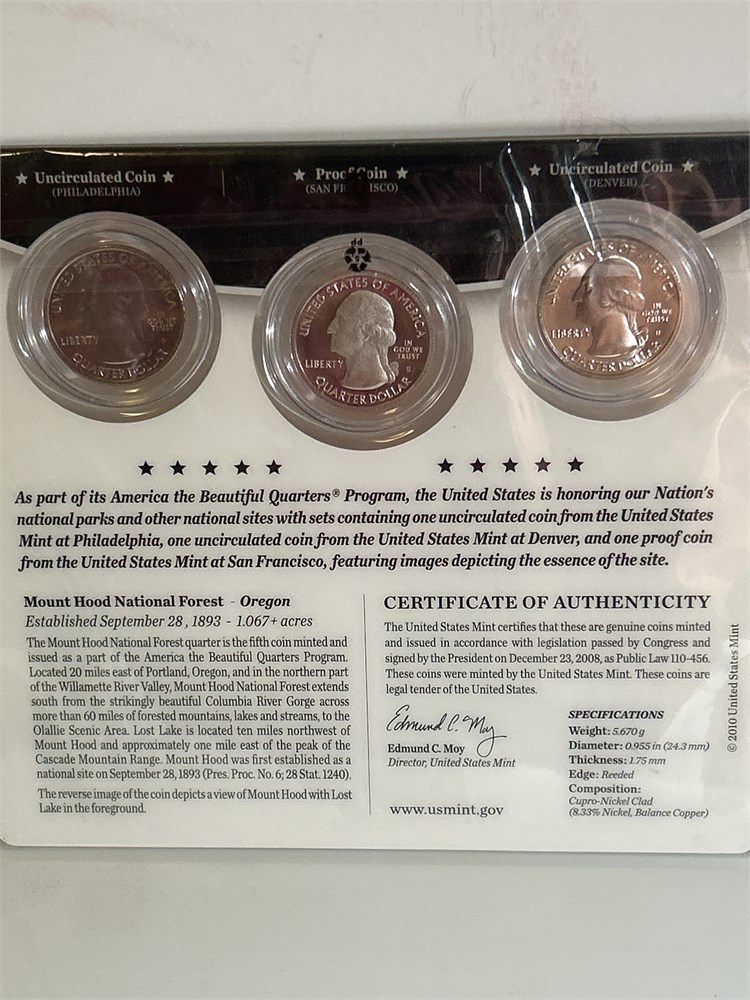 ★ Uncirculated Coin ★
(PHILADELPHIA)
★ Proof Coin ★
(SAN FR ISCO)
★ Uncirculated Coin ★
(DENVER)
UNITED STATES OF AMERICA
LIBERTY
IN GOD WE TRUST
QUARTER DOLLAR
UNITED STATES OF AMERICA
LIBERTY
IN
GOD WE
TRUST
S
QUARTER DOLLAR
UNITED STATES OF AMERICA
LIBERTY
IN
GOD WE
TRUST
D
QUARTER DOLLAR
★ ★ ★ ★ ★ ★ ★ ★ ★ ★
As part of its America the Beautiful Quarters® Program, the United States is honoring our Nation's
national parks and other national sites with sets containing one uncirculated coin from the United States
Mint at Philadelphia, one uncirculated coin from the United States Mint at Denver, and one proof coin
from the United States Mint at San Francisco, featuring images depicting the essence of the site.
Mount Hood National Forest - Oregon
Established September 28, 1893 - 1.067+ acres
The Mount Hood National Forest quarter is the fifth coin minted and
issued as a part of the America the Beautiful Quarters Program.
Located 20 miles east of Portland, Oregon, and in the northern part
of the Willamette River Valley, Mount Hood National Forest extends
south from the strikingly beautiful Columbia River Gorge across
more than 60 miles of forested mountains, lakes and streams, to the
Olallie Scenic Area. Lost Lake is located ten miles northwest of
Mount Hood and approximately one mile east of the peak of the
Cascade Mountain Range. Mount Hood was first established as a
national site on September 28, 1893 (Pres. Proc. No. 6; 28 Stat. 1240).
The reverse image of the coin depicts a view of Mount Hood with Lost
Lake in the foreground.
CERTIFICATE OF AUTHENTICITY
The United States Mint certifies that these are genuine coins minted
and issued in accordance with legislation passed by Congress and
signed by the President on December 23, 2008, as Public Law 110-456.
These coins were minted by the United States Mint. These coins are
legal tender of the United States.
Edmund C. Moy
Edmund C. Moy
Director, United States Mint
www.usmint.gov
SPECIFICATIONS
Weight: 5.670 g
Diameter: 0.955 in (24.3 mm)
Thickness: 1.75 mm
Edge: Reeded
Composition:
Cupro-Nickel Clad
(8.33% Nickel, Balance Copper)
© 2010 United States Mint